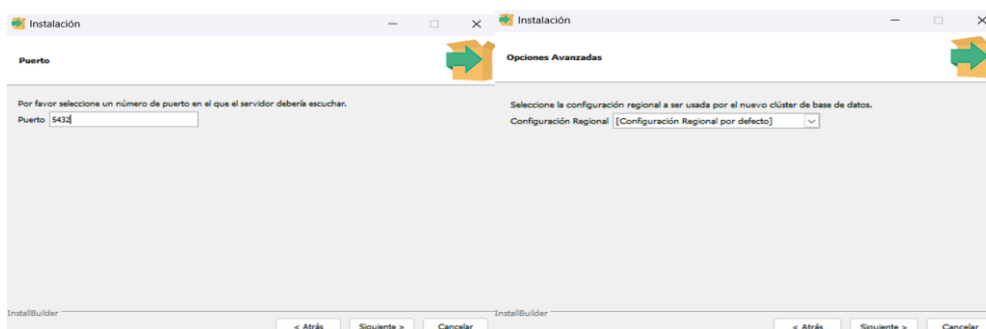 Instalación
Puerto
Por favor seleccione un número de puerto en el que el servidor debería escuchar.
Puerto 5432
InstallBuilder
< Atrás Siguiente > Cancelar
Instalación
Opciones Avanzadas
Seleccione la configuración regional a ser usada por el nuevo clúster de base de datos.
Configuración Regional [Configuración Regional por defecto]
InstallBuilder
< Atrás Siguiente > Cancelar